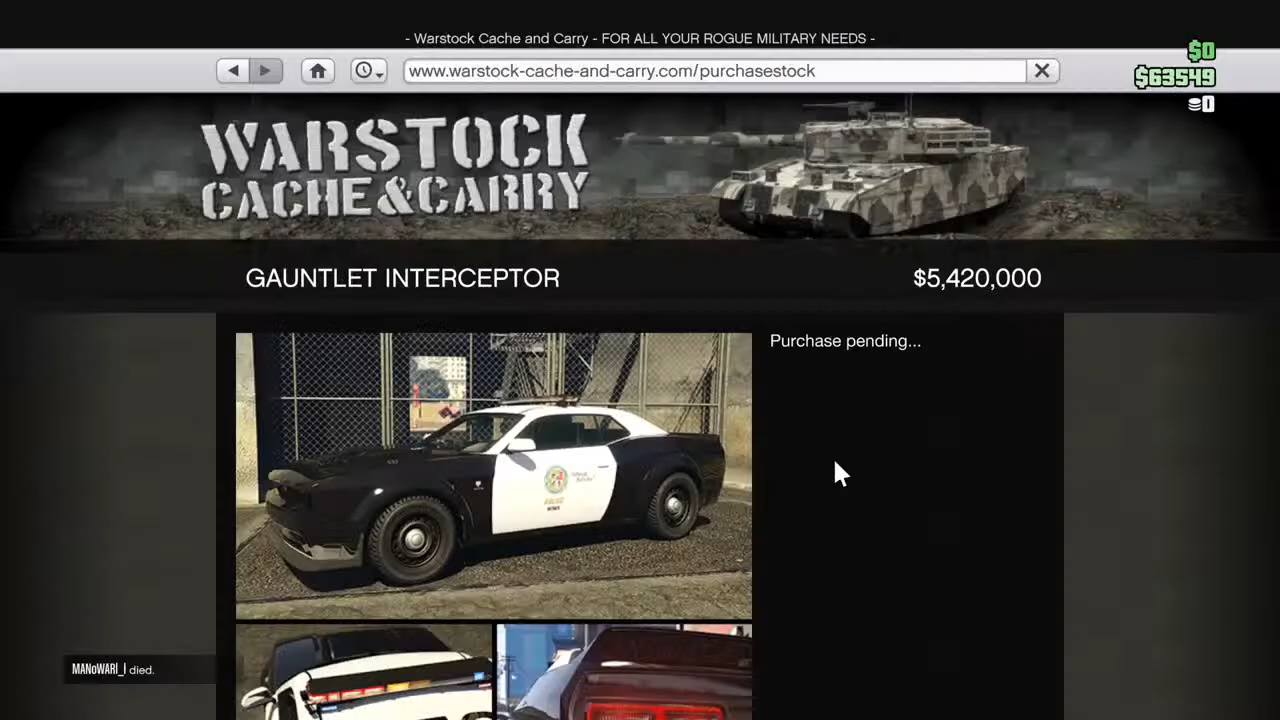 - Warstock Cache and Carry - FOR ALL YOUR ROGUE MILITARY NEEDS -
$0
www.warstock-cache-and-carry.com/purchasestock
$63549
0
WARSTOCK
CACHE&CARRY
GAUNTLET INTERCEPTOR
$5,420,000
Purchase pending...
MANoWARI_I died.